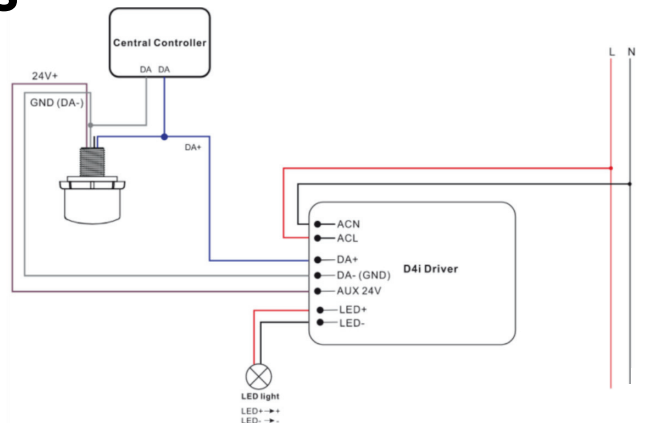 Central Controller
DA DA
L N
24V+
GND (DA-)
DA+
ACN
ACL
DA+
DA- (GND)
AUX 24V
LED+
LED-
D4i Driver
LED light
LED+→+
LED- →-